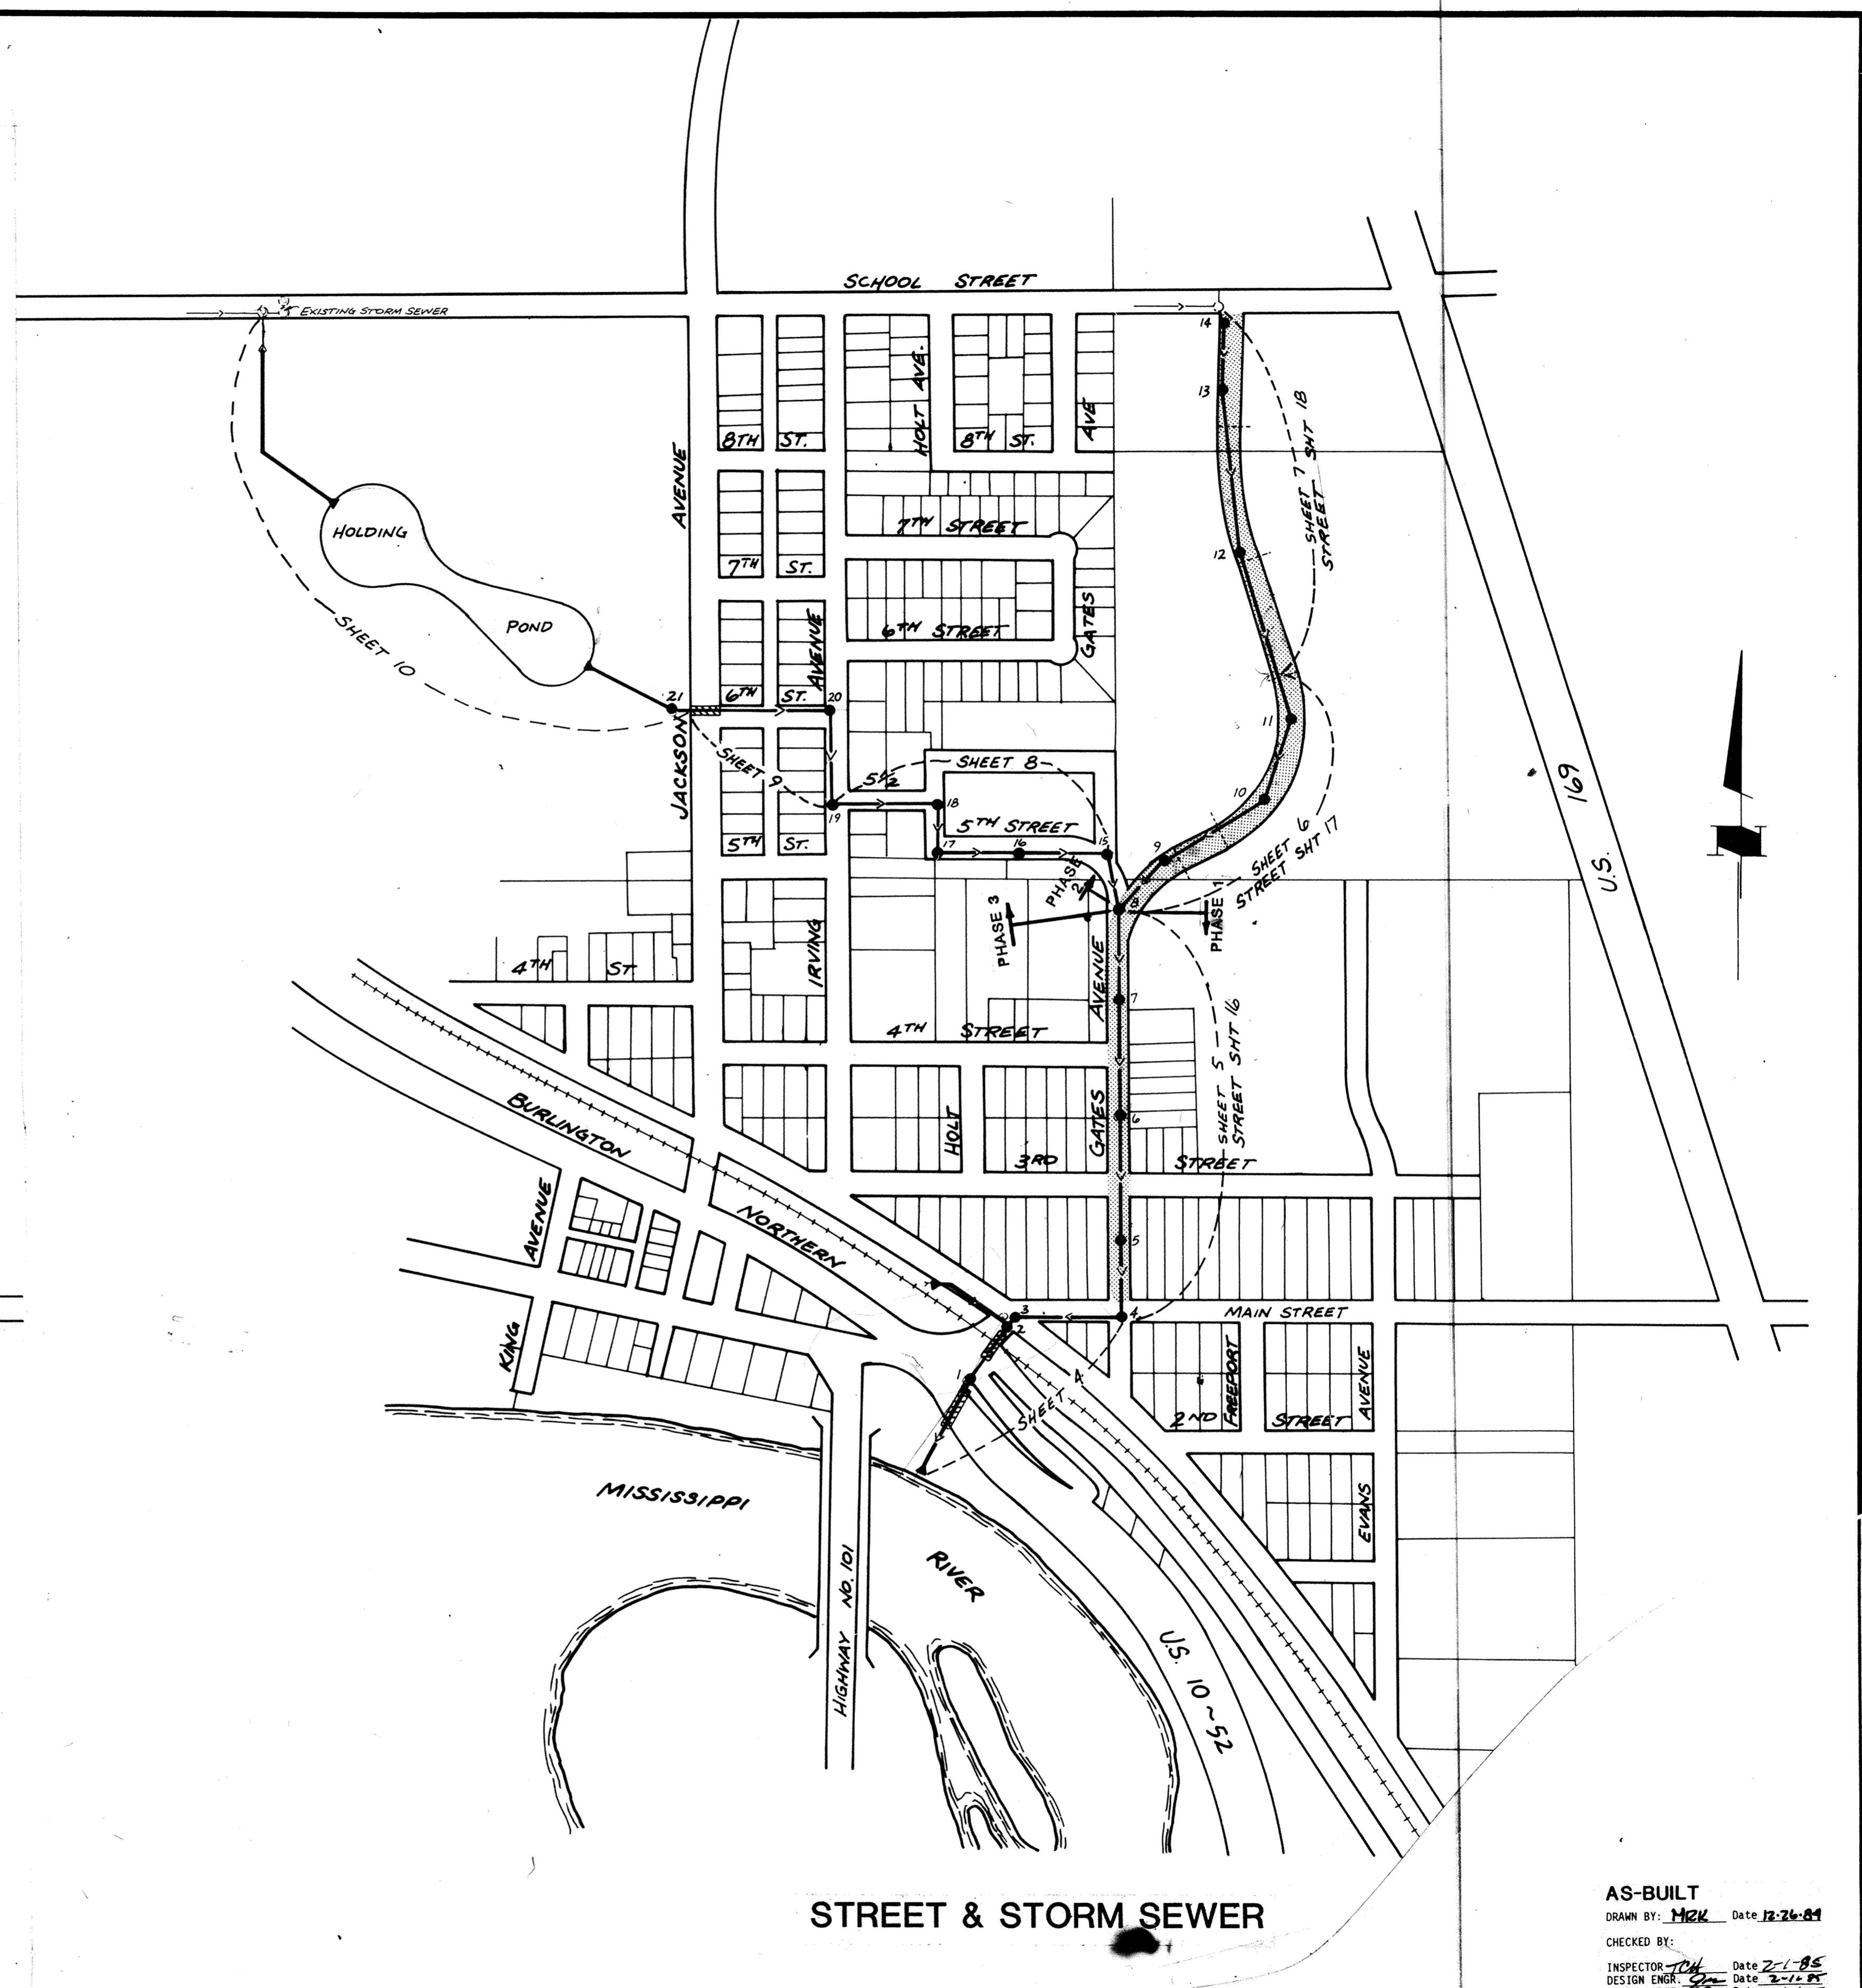 SCHOOL STREET
EXISTING STORM SEWER
14
13
12
11
10
9
8
7
6
5
4
3
2
1
21
20
19
18
17
16
15
HOLT AVE.
AVE
8TH ST.
8TH ST.
AVENUE
7TH STREET
7TH ST.
6TH STREET
GATES
AVENUE
6TH ST.
HOLDING
POND
SHEET 10
SHEET 7
STREET SHT 18
JACKSON
SHEET 9
SHEET 8
5½
5TH STREET
5TH ST.
SHEET 6
STREET SHT 17
PHASE 2
PHASE 3
PHASE 1
U.S. 169
IRVING
AVENUE
4TH ST
4TH STREET
SHEET 5
STREET SHT 16
GATES
HOLT
3RD STREET
BURLINGTON
NORTHERN
AVENUE
KING
MAIN STREET
SHEET 4
FREEPORT
AVENUE
2ND STREET
EVANS
MISSISSIPPI
RIVER
HIGHWAY NO. 101
U.S. 10~52
N
STREET & STORM SEWER
AS-BUILT
DRAWN BY: MRK Date 12-26-84
CHECKED BY:
INSPECTOR TCH Date 2-1-85
DESIGN ENGR. Date 2-1-85